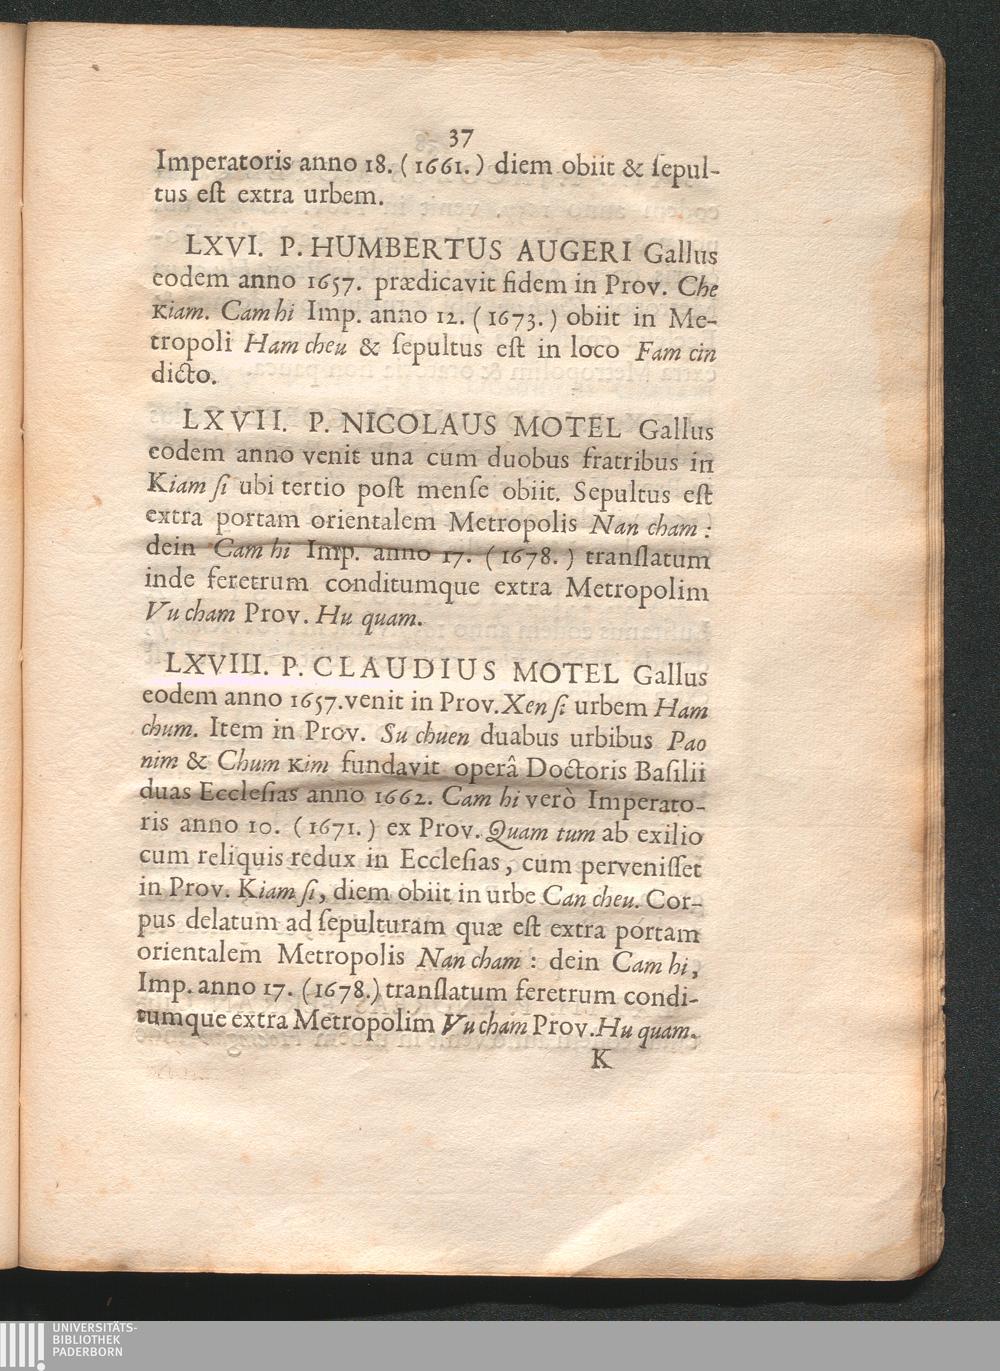 37
Imperatoris anno 18. (1661.) diem obiit & ſepul-
tus eſt extra urbem.
LXVI. P. HUMBERTUS AUGERI Gallus
eodem anno 1657. prædicavit fidem in Prov. Che
Kiam. Cam hi Imp. anno 12. (1673.) obiit in Me-
tropoli Ham cheu & ſepultus eſt in loco Fam cin
dicto.
LXVII. P. NICOLAUS MOTEL Gallus
eodem anno venit una cum duobus fratribus in
Kiam ſi ubi tertio poſt menſe obiit. Sepultus eſt
extra portam orientalem Metropolis Nan cham:
dein Cam hi Imp. anno 17. (1678.) translatum
inde feretrum conditumque extra Metropolim
Vu cham Prov. Hu quam.
LXVIII. P. CLAUDIUS MOTEL Gallus
eodem anno 1657. venit in Prov. Xen ſi urbem Ham
chum. Item in Prov. Su chuen duabus urbibus Pao
nim & Chum Kim fundavit operâ Doctoris Baſilii
duas Eccleſias anno 1662. Cam hi verò Imperato-
ris anno 10. (1671.) ex Prov. Quam tum ab exilio
cum reliquis redux in Eccleſias, cum perveniſſet
in Prov. Kiam ſi, diem obiit in urbe Can cheu. Cor-
pus delatum ad ſepulturam quæ eſt extra portam
orientalem Metropolis Nan cham: dein Cam hi,
Imp. anno 17. (1678.) translatum feretrum condi-
tumque extra Metropolim Vu cham Prov. Hu quam.
K
UNIVERSITÄTS-
BIBLIOTHEK
PADERBORN